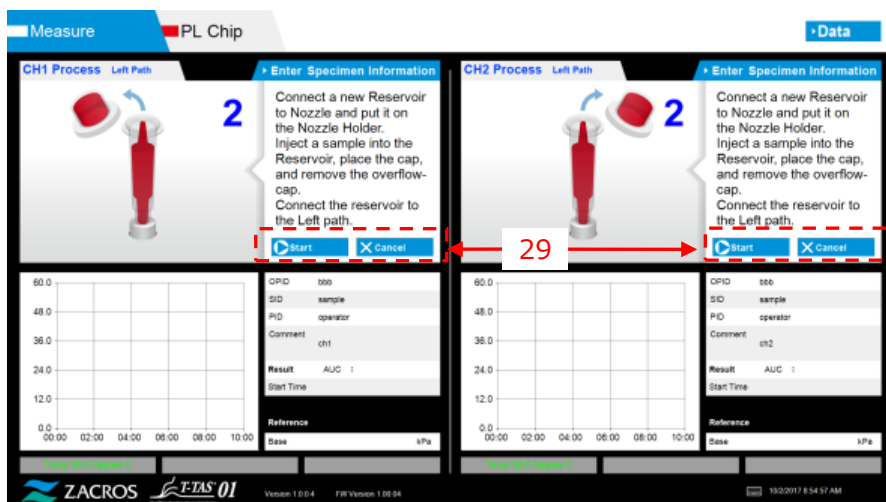 Measure
PL Chip
Data
CH1 Process Left Path
Enter Specimen Information
2
Connect a new Reservoir
to Nozzle and put it on
the Nozzle Holder.
Inject a sample into the
Reservoir, place the cap,
and remove the overflow-
cap.
Connect the reservoir to
the Left path.
Start
Cancel
CH2 Process Left Path
Enter Specimen Information
2
Connect a new Reservoir
to Nozzle and put it on
the Nozzle Holder.
Inject a sample into the
Reservoir, place the cap,
and remove the overflow-
cap.
Connect the reservoir to
the Left path.
Start
Cancel
29
60.0
48.0
36.0
24.0
12.0
0.0
00:00 02:00 04:00 06:00 08:00 10:00
OPID bbb
SID sample
PID operator
Comment
ch1
Result AUC :
Start Time
Reference
Base kPa
60.0
48.0
36.0
24.0
12.0
0.0
00:00 02:00 04:00 06:00 08:00 10:00
OPID bbb
SID sample
PID operator
Comment
ch2
Result AUC :
Start Time
Reference
Base kPa
ZACROS T-TAS 01 Version 1.0.0.4 FW Version 1.00.04 10/2/2017 8:54:57 AM